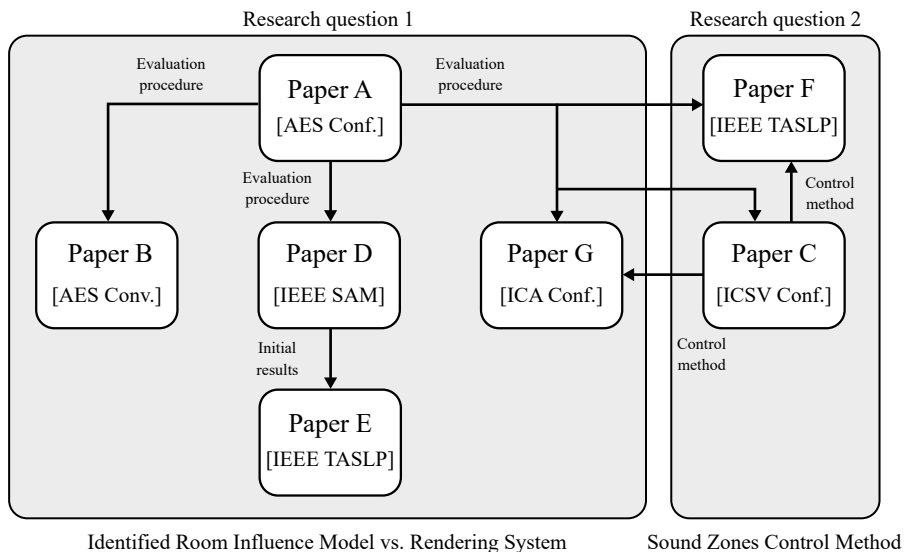 Research question 1
Research question 2
Evaluation
procedure
Paper A
[AES Conf.]
Evaluation
procedure
Paper F
[IEEE TASLP]
Evaluation
procedure
Control
method
Paper B
[AES Conv.]
Paper D
[IEEE SAM]
Paper G
[ICA Conf.]
Paper C
[ICSV Conf.]
Initial
results
Control
method
Paper E
[IEEE TASLP]
Identified Room Influence Model vs. Rendering System
Sound Zones Control Method